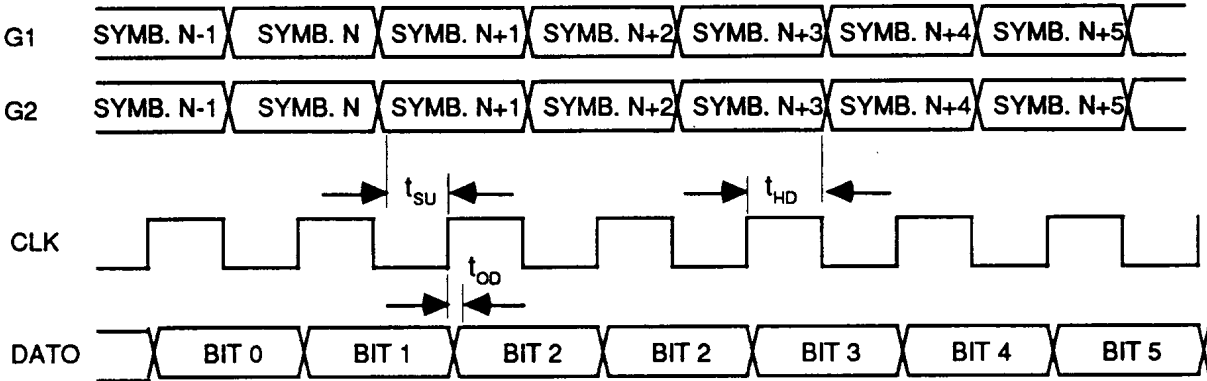 G1 SYMB. N-1 SYMB. N SYMB. N+1 SYMB. N+2 SYMB. N+3 SYMB. N+4 SYMB. N+5
G2 SYMB. N-1 SYMB. N SYMB. N+1 SYMB. N+2 SYMB. N+3 SYMB. N+4 SYMB. N+5
tSU tHD
CLK
tOD
DATO BIT 0 BIT 1 BIT 2 BIT 2 BIT 3 BIT 4 BIT 5